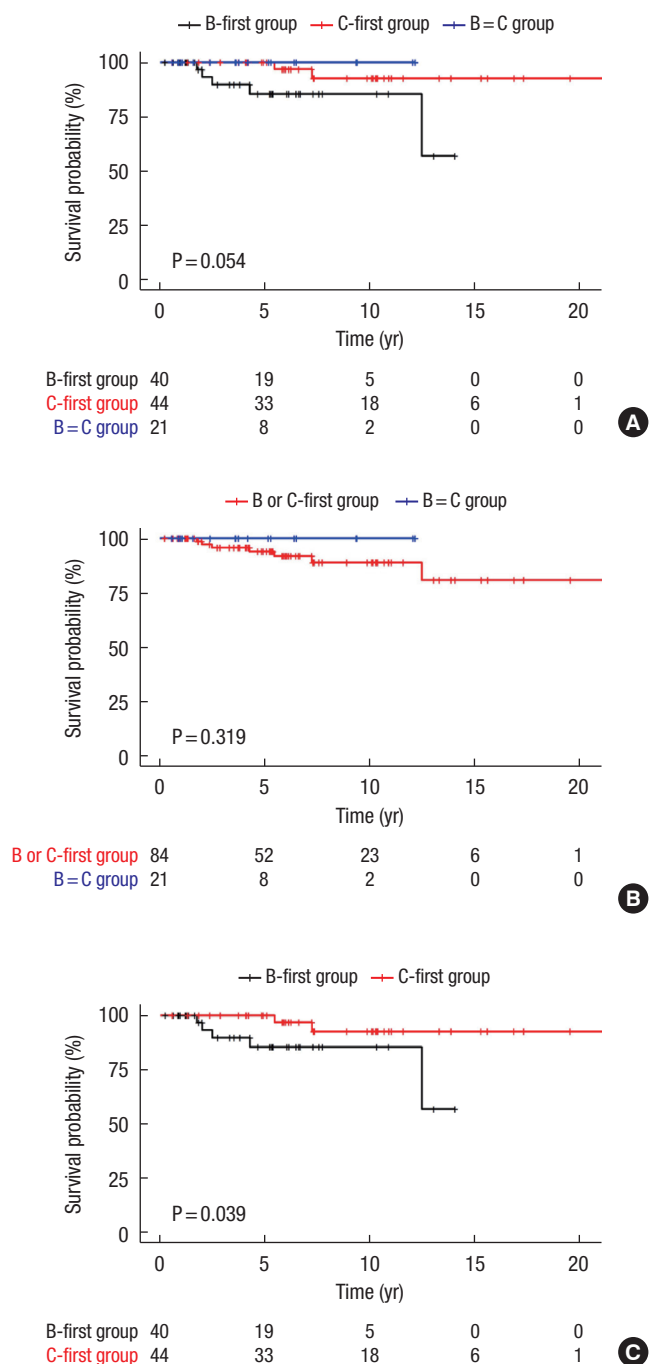 B-first group C-first group B=C group
100
75
50
25
0
Survival probability (%)
P=0.054
0 5 10 15 20
Time (yr)
B-first group 40 19 5 0 0
C-first group 44 33 18 6 1
B=C group 21 8 2 0 0
A
B or C-first group B=C group
100
75
50
25
0
Survival probability (%)
P=0.319
0 5 10 15 20
Time (yr)
B or C-first group 84 52 23 6 1
B=C group 21 8 2 0 0
B
B-first group C-first group
100
75
50
25
0
Survival probability (%)
P=0.039
0 5 10 15 20
Time (yr)
B-first group 40 19 5 0 0
C-first group 44 33 18 6 1
C